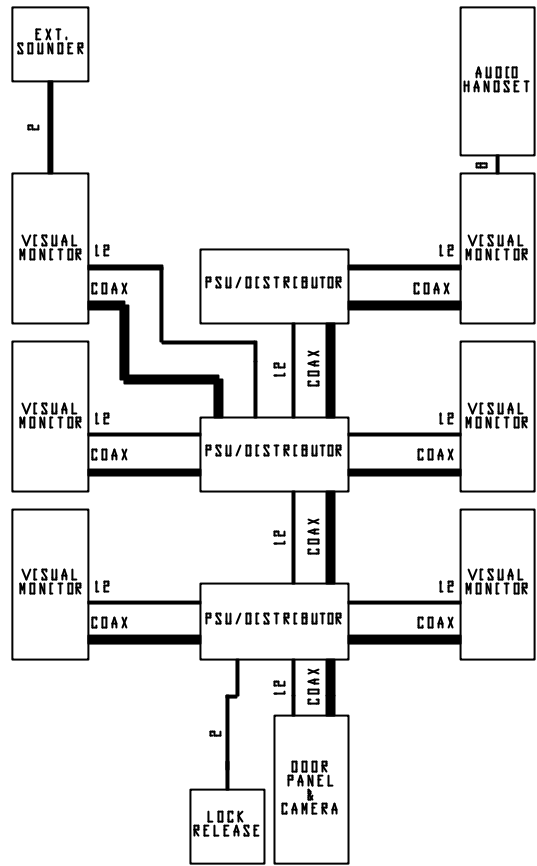 EXT.
SOUNDER
AUDIO
HANDSET
2
8
VISUAL
MONITOR
12
COAX
PSU/DISTRIBUTOR
12
COAX
VISUAL
MONITOR
12
COAX
VISUAL
MONITOR
12
COAX
PSU/DISTRIBUTOR
12
COAX
VISUAL
MONITOR
12
COAX
VISUAL
MONITOR
12
COAX
PSU/DISTRIBUTOR
12
COAX
VISUAL
MONITOR
12
COAX
2
LOCK
RELEASE
DOOR
PANEL
&
CAMERA